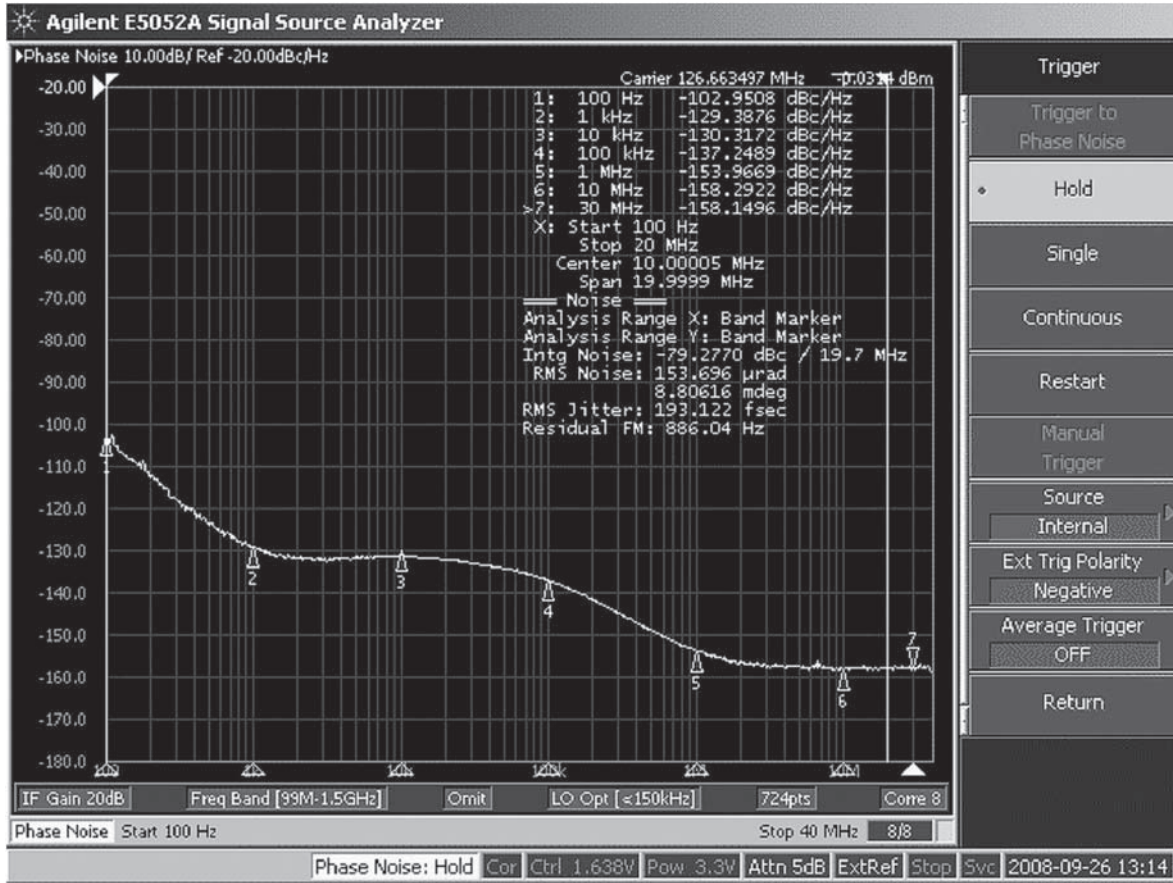 Agilent E5052A Signal Source Analyzer
Phase Noise 10.00dB/ Ref -20.00dBc/Hz
Carrier 126.663497 MHz dBm
1: 100 Hz -102.9508 dBc/Hz
2: 1 kHz -129.3876 dBc/Hz
3: 10 kHz -130.3172 dBc/Hz
4: 100 kHz -137.2489 dBc/Hz
5: 1 MHz -153.9669 dBc/Hz
6: 10 MHz -158.2922 dBc/Hz
>7: 30 MHz -158.1496 dBc/Hz
X: Start 100 Hz
Stop 20 MHz
Center 10.00005 MHz
Span 19.9999 MHz
Noise
Analysis Range X: Band Marker
Analysis Range Y: Band Marker
Intg Noise: -79.2770 dBc / 19.7 MHz
RMS Noise: 153.696 µrad
8.80616 mdeg
RMS Jitter: 193.122 fsec
Residual FM: 886.04 Hz
-20.00
-30.00
-40.00
-50.00
-60.00
-70.00
-80.00
-90.00
-100.0
-110.0
-120.0
-130.0
-140.0
-150.0
-160.0
-170.0
-180.0
1
2
3
4
5
6
7
IF Gain 20dB
Freq Band [99M-1.5GHz]
Omit
LO Opt [<150kHz]
724pts
Corre 8
Phase Noise Start 100 Hz
Stop 40 MHz
8/8
Phase Noise: Hold
Cor
Ctrl 1.638V
Pow 3.3V
Attn 5dB
ExtRef
Stop
Svc
2008-09-26 13:14
Trigger
Trigger to
Phase Noise
Hold
Single
Continuous
Restart
Manual
Trigger
Source
Internal
Ext Trig Polarity
Negative
Average Trigger
OFF
Return